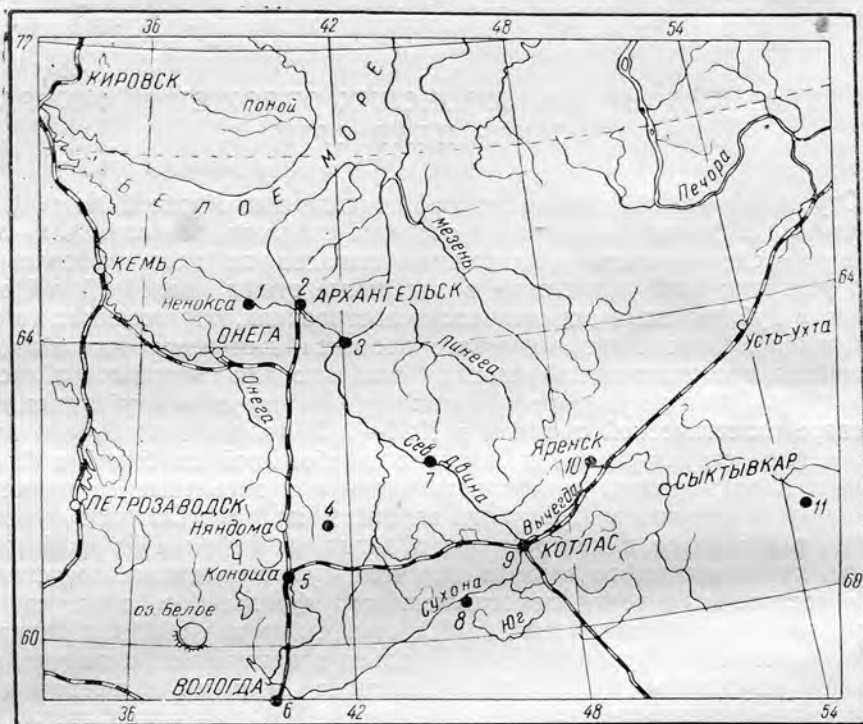 72 36 42 48 54
КИРОВСК
ПОНОЙ
БЕЛОЕ МОРЕ
Печора
Мезень
КЕМЬ
1 2
Ненокса АРХАНГЕЛЬСК
64
Усть-Ухта
ОНЕГА
64 3
Пинега
Онега
Сев Двина
7
Яренск
10
СЫКТЫВКАР
11
Вычегда
ПЕТРОЗАВОДСК
Няндома 4
9 КОТЛАС
Коноша 5
60
Сухона
8
оз Белое
Юг
60
ВОЛОГДА
36 6 42 48 54